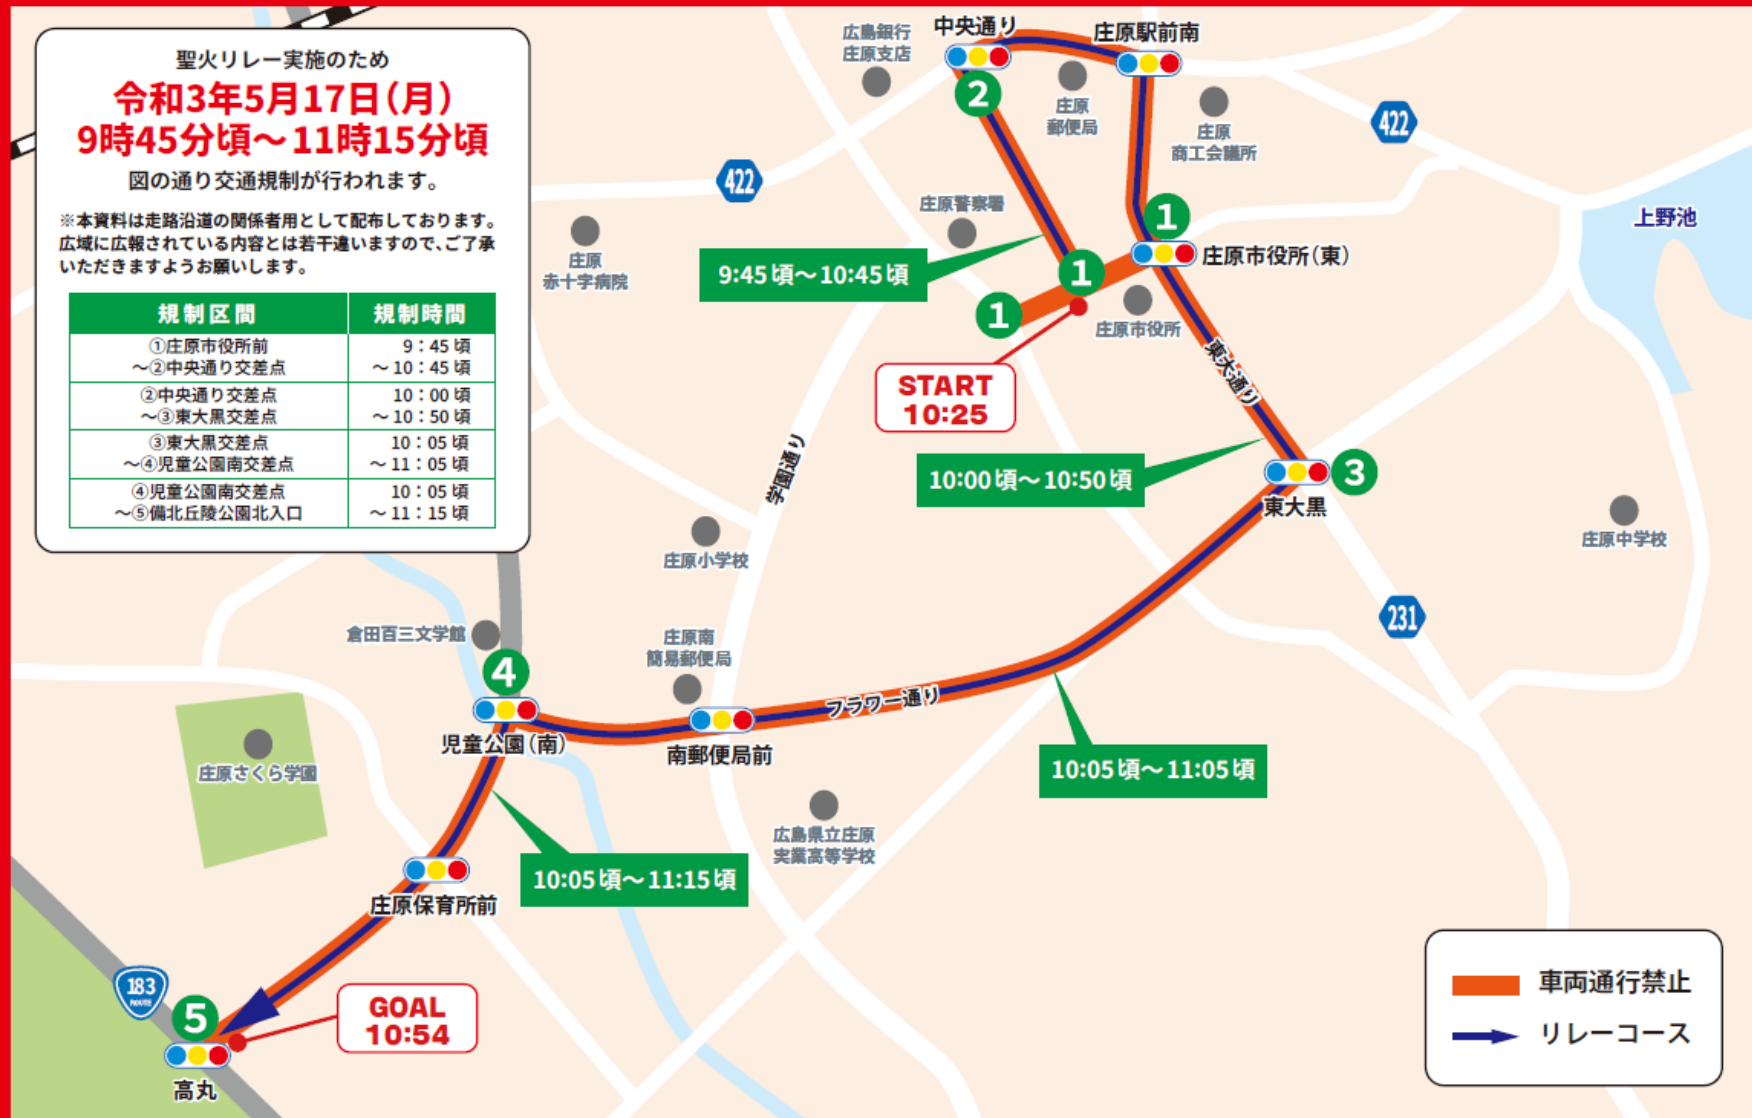 聖火リレー実施のため
令和3年5月17日(月)
9時45分頃～11時15分頃
図の通り交通規制が行われます。
※本資料は走路沿道の関係者用として配布しております。
広域に広報されている内容とは若干違いますので、ご了承
いただきますようお願いします。
規制区間 規制時間
①庄原市役所前 9：45頃
～②中央通り交差点 ～10：45頃
②中央通り交差点 10：00頃
～③東大黒交差点 ～10：50頃
③東大黒交差点 10：05頃
～④児童公園南交差点 ～11：05頃
④児童公園南交差点 10：05頃
～⑤備北丘陵公園北入口 ～11：15頃
広島銀行
庄原支店
中央通り
庄原駅前南
2
庄原
郵便局
庄原
商工会議所
422
422
庄原警察署
庄原
赤十字病院
1
上野池
庄原市役所(東)
9:45頃～10:45頃
1
1
庄原市役所
START
10:25
東大通り
学園通り
10:00頃～10:50頃
3
東大黒
庄原中学校
庄原小学校
231
倉田百三文学館
庄原南
簡易郵便局
4
フラワー通り
児童公園(南)
南郵便局前
庄原さくら学園
10:05頃～11:05頃
広島県立庄原
実業高等学校
10:05頃～11:15頃
庄原保育所前
183
ROUTE
5
GOAL
10:54
高丸
車両通行禁止
リレーコース